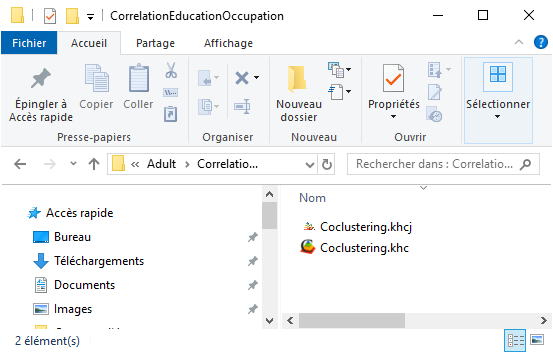 CorrelationEducationOccupation
Fichier Accueil Partage Affichage
Épingler à Accès rapide
Copier
Coller
Presse-papiers
Organiser
Nouveau dossier
Nouveau
Propriétés
Ouvrir
Sélectionner
« Adult > Correlatio...
Rechercher dans : Correlatio...
Accès rapide
Bureau
Téléchargements
Documents
Images
Nom
Coclustering.khcj
Coclustering.khc
2 élément(s)